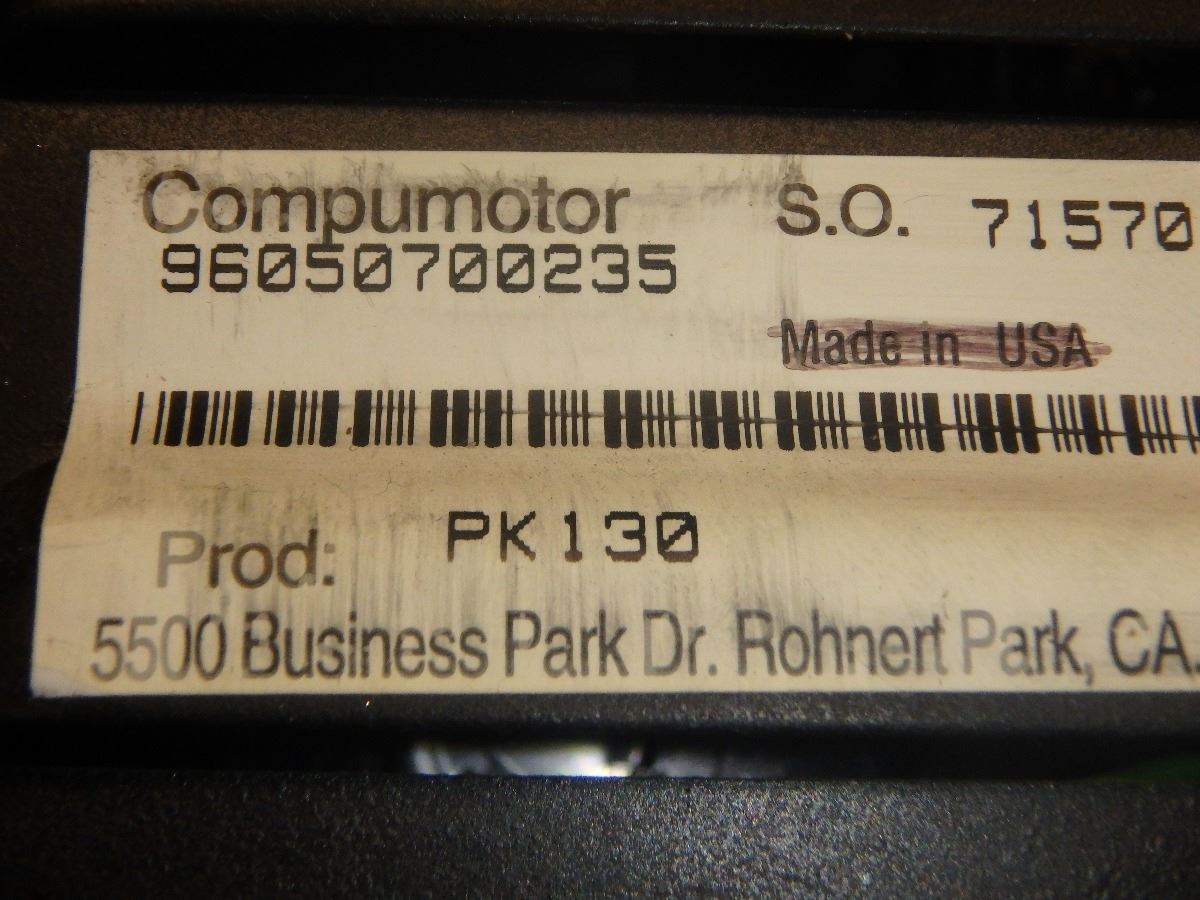 Compumotor S.O. 71570
96050700235
Made in USA
Prod: PK130
5500 Business Park Dr. Rohnert Park, CA.